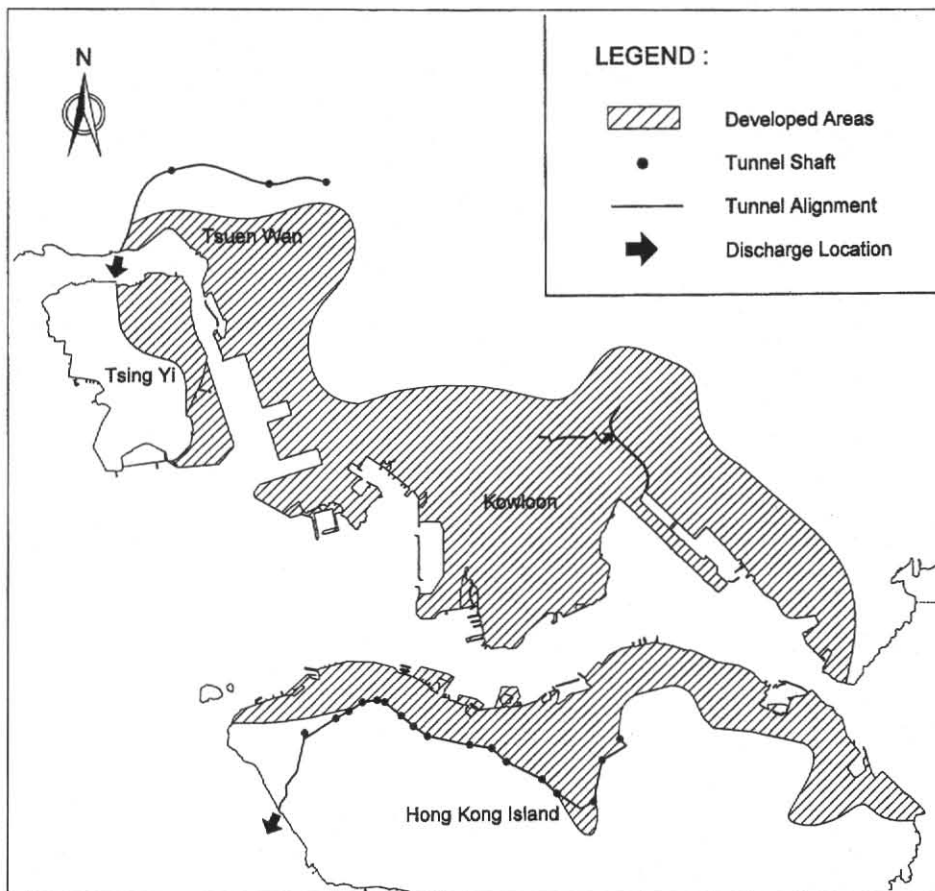 N
LEGEND :
Developed Areas
Tunnel Shaft
Tunnel Alignment
Discharge Location
Tsuen Wan
Tsing Yi
Kowloon
Hong Kong Island